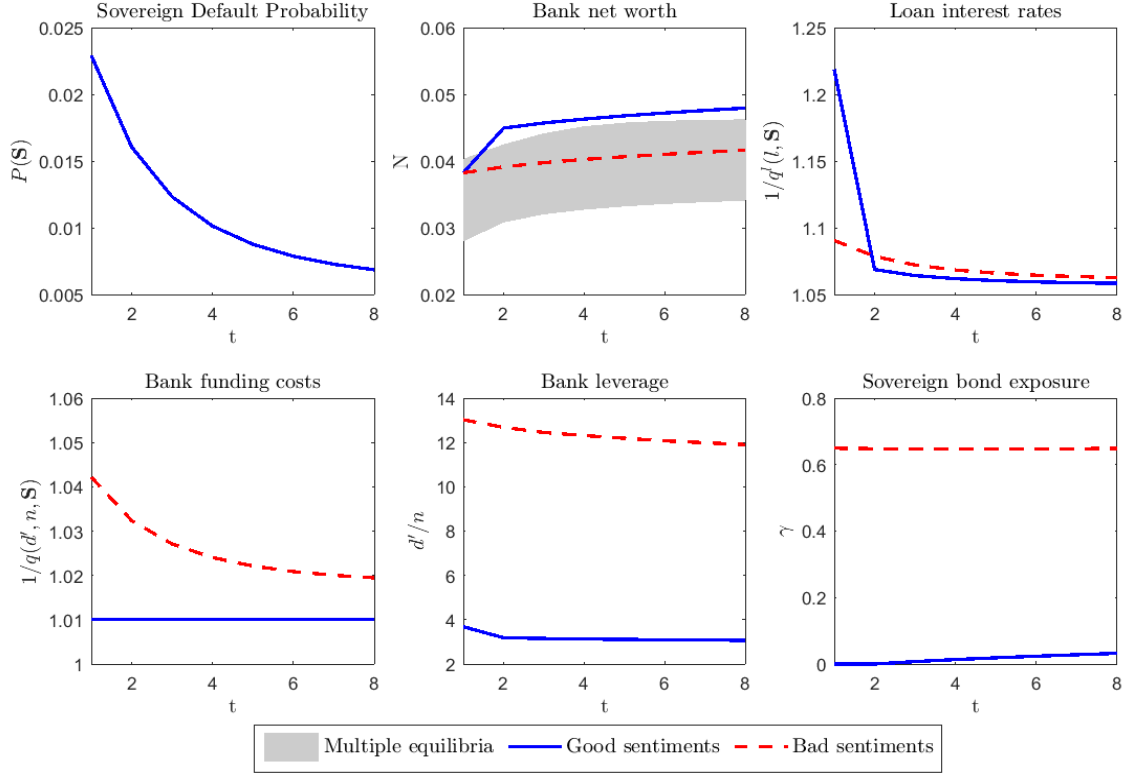 Sovereign Default Probability
0.025
0.02
0.015
0.01
0.005
P(S)
2 4 6 8
t
Bank net worth
0.06
0.05
0.04
0.03
0.02
N
2 4 6 8
t
Loan interest rates
1.25
1.2
1.15
1.1
1.05
1/q^l(l, S)
2 4 6 8
t
Bank funding costs
1.06
1.05
1.04
1.03
1.02
1.01
1
1/q(d′, n, S)
2 4 6 8
t
Bank leverage
14
12
10
8
6
4
2
d′/n
2 4 6 8
t
Sovereign bond exposure
0.8
0.6
0.4
0.2
0
γ
2 4 6 8
t
Multiple equilibria Good sentiments Bad sentiments